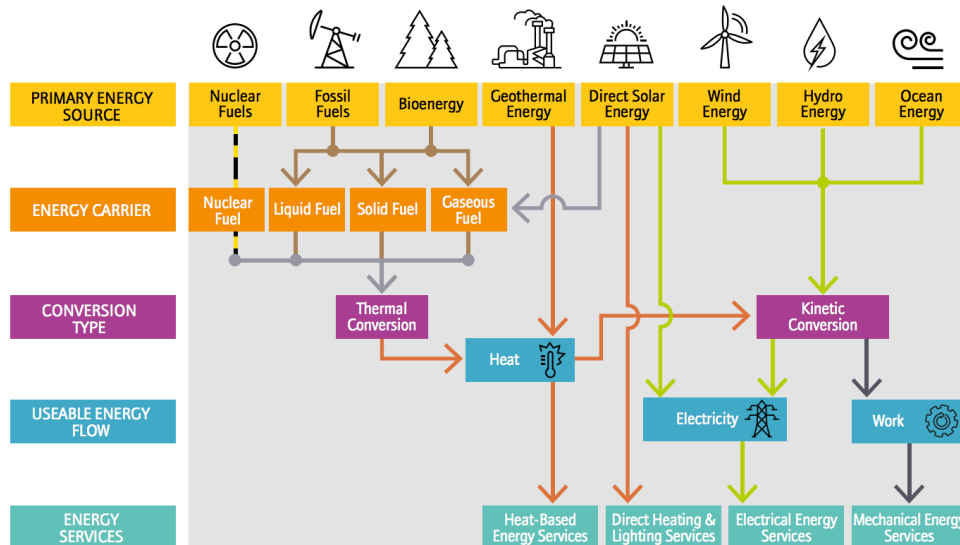 PRIMARY ENERGY
SOURCE
Nuclear
Fuels
Fossil
Fuels
Bioenergy
Geothermal
Energy
Direct Solar
Energy
Wind
Energy
Hydro
Energy
Ocean
Energy
ENERGY CARRIER
Nuclear
Fuel
Liquid Fuel
Solid Fuel
Gaseous
Fuel
CONVERSION
TYPE
Thermal
Conversion
Kinetic
Conversion
Heat
USEABLE ENERGY
FLOW
Electricity
Work
ENERGY
SERVICES
Heat-Based
Energy Services
Direct Heating &
Lighting Services
Electrical Energy
Services
Mechanical Energy
Services